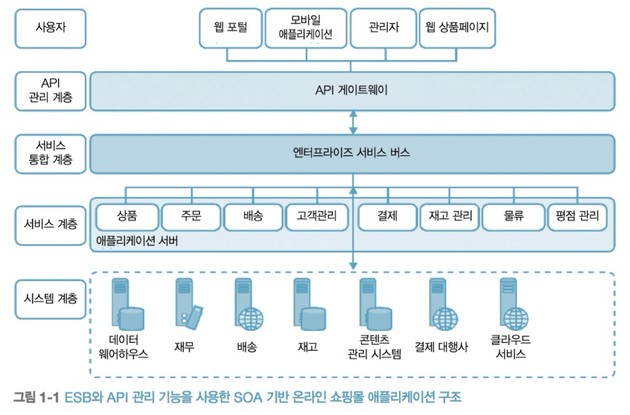 사용자
웹 포털
모바일
애플리케이션
관리자
웹 상품페이지
API
관리 계층
API 게이트웨이
서비스
통합 계층
엔터프라이즈 서비스 버스
서비스 계층
상품
주문
배송
고객관리
결제
재고 관리
물류
평점 관리
애플리케이션 서버
시스템 계층
데이터
웨어하우스
재무
배송
재고
콘텐츠
관리 시스템
결제 대행사
클라우드
서비스
그림 1-1 ESB와 API 관리 기능을 사용한 SOA 기반 온라인 쇼핑몰 애플리케이션 구조